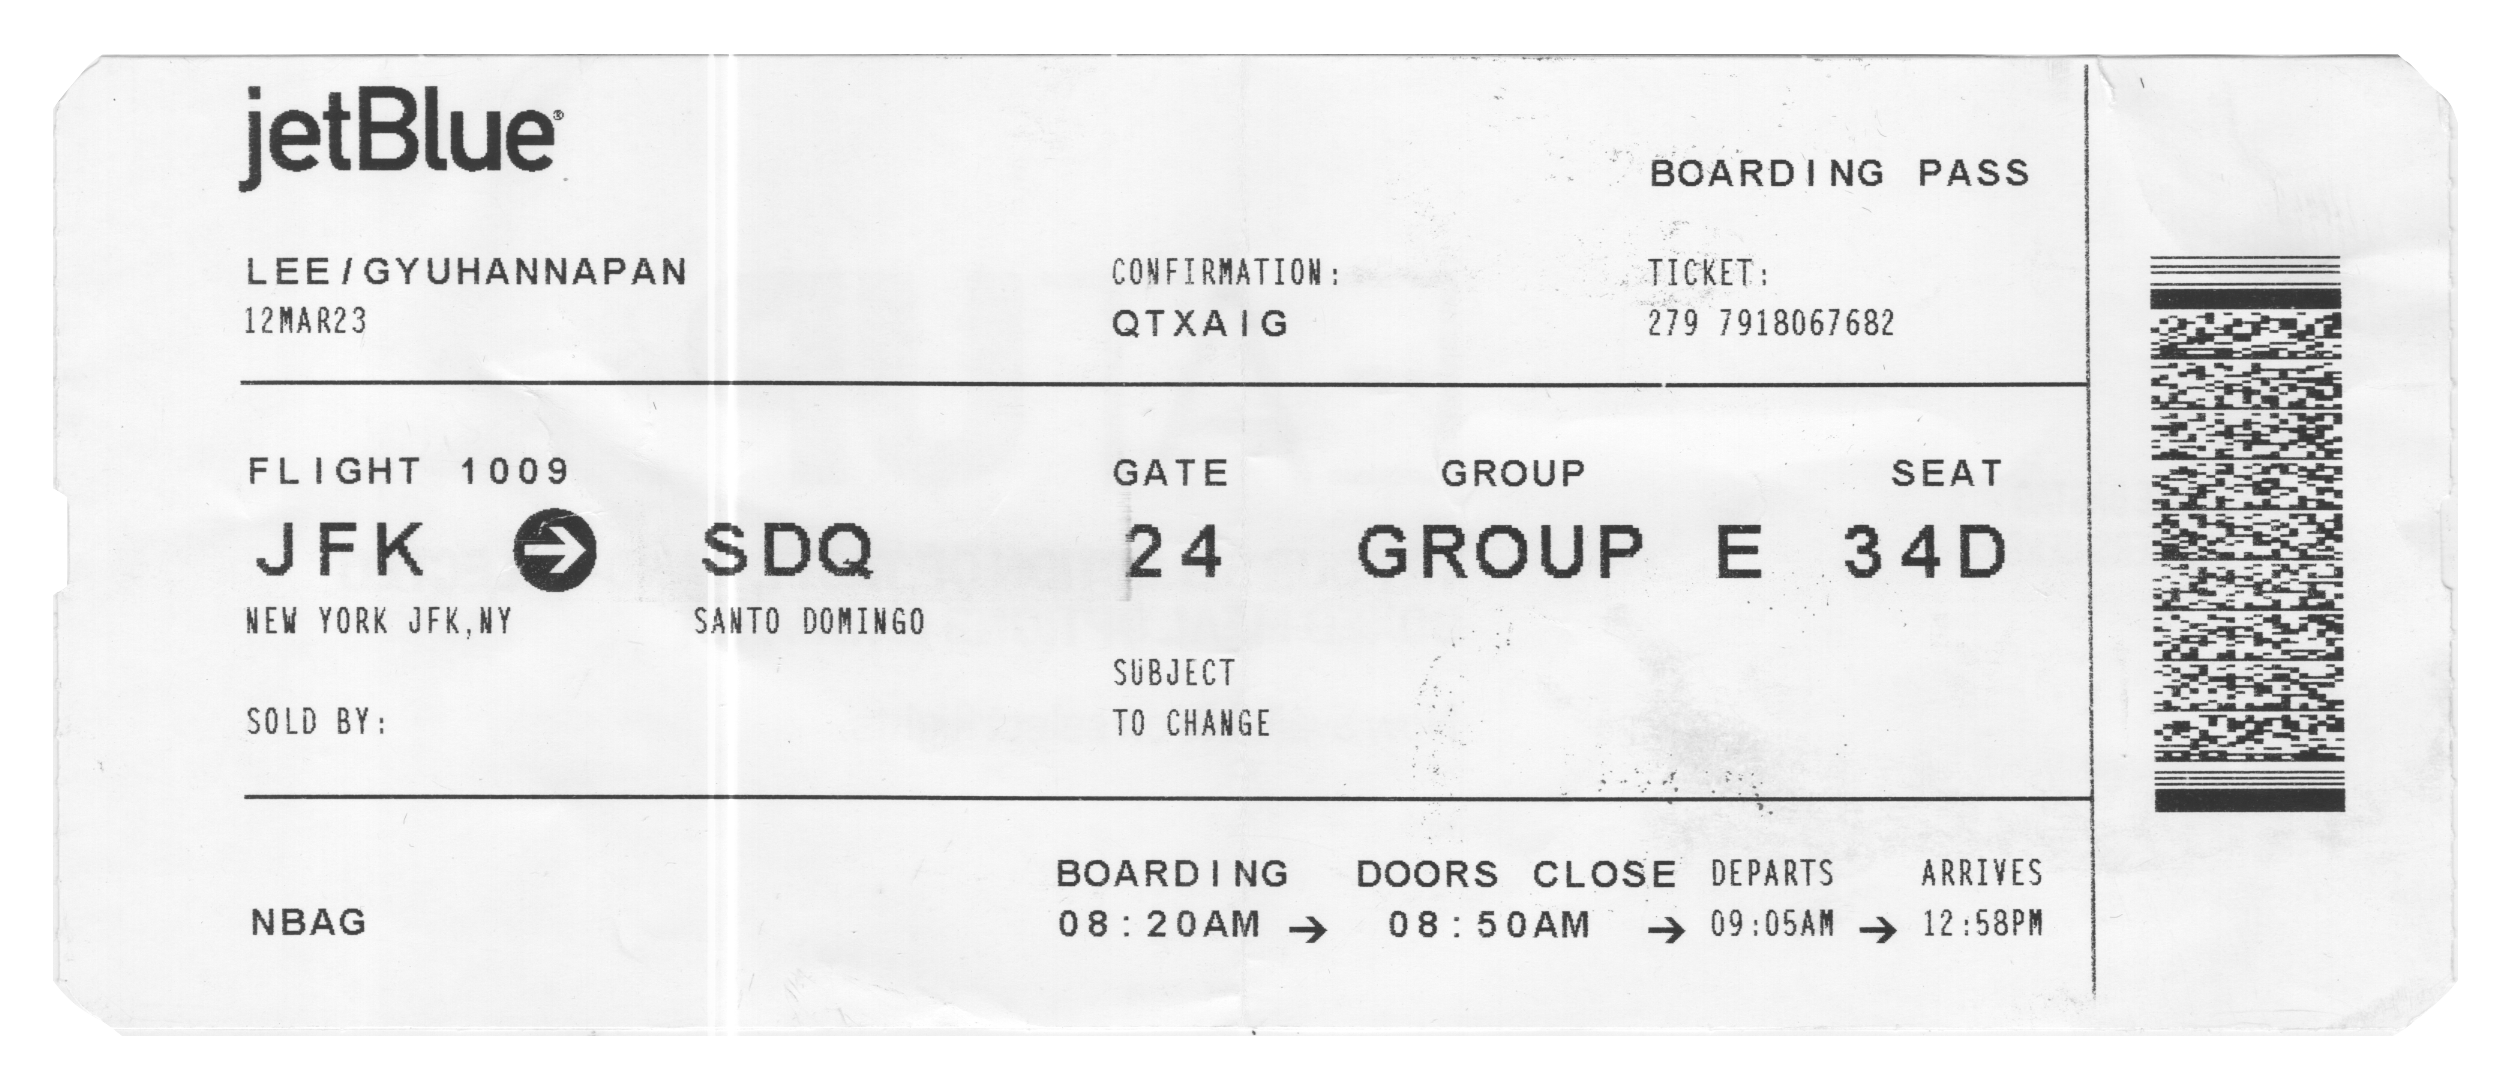 jetBlue®
BOARDING PASS
LEE/GYUHANNAPAN
12MAR23
CONFIRMATION:
QTXAIG
TICKET:
279 7918067682
FLIGHT 1009
GATE
GROUP
SEAT
JFK
SDQ
24
GROUP E
34D
NEW YORK JFK,NY
SANTO DOMINGO
SUBJECT
TO CHANGE
SOLD BY:
BOARDING
DOORS CLOSE
DEPARTS
ARRIVES
NBAG
08:20AM
08:50AM
09:05AM
12:58PM